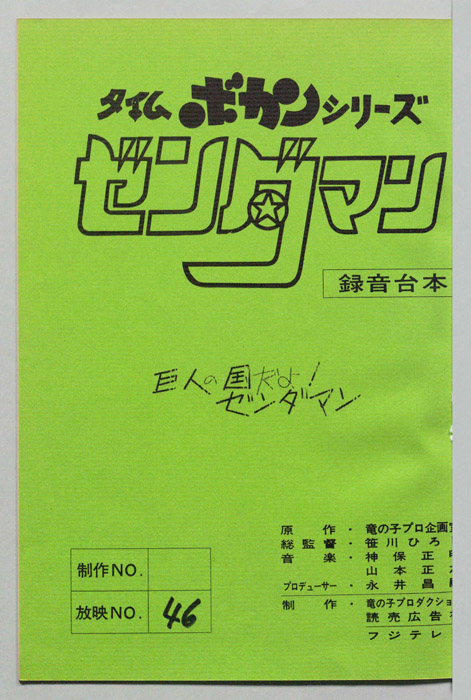 タイムボカンシリーズ
ゼンダマン
録音台本
巨人の国だよ!
ゼンダマン
原作・竜の子プロ企画
総監督・笹川ひろ
音楽・神保正
山本正
プロデューサー・永井昌
制作・竜の子プロダクショ
読売広告
フジテレ
制作NO.
放映NO. 46